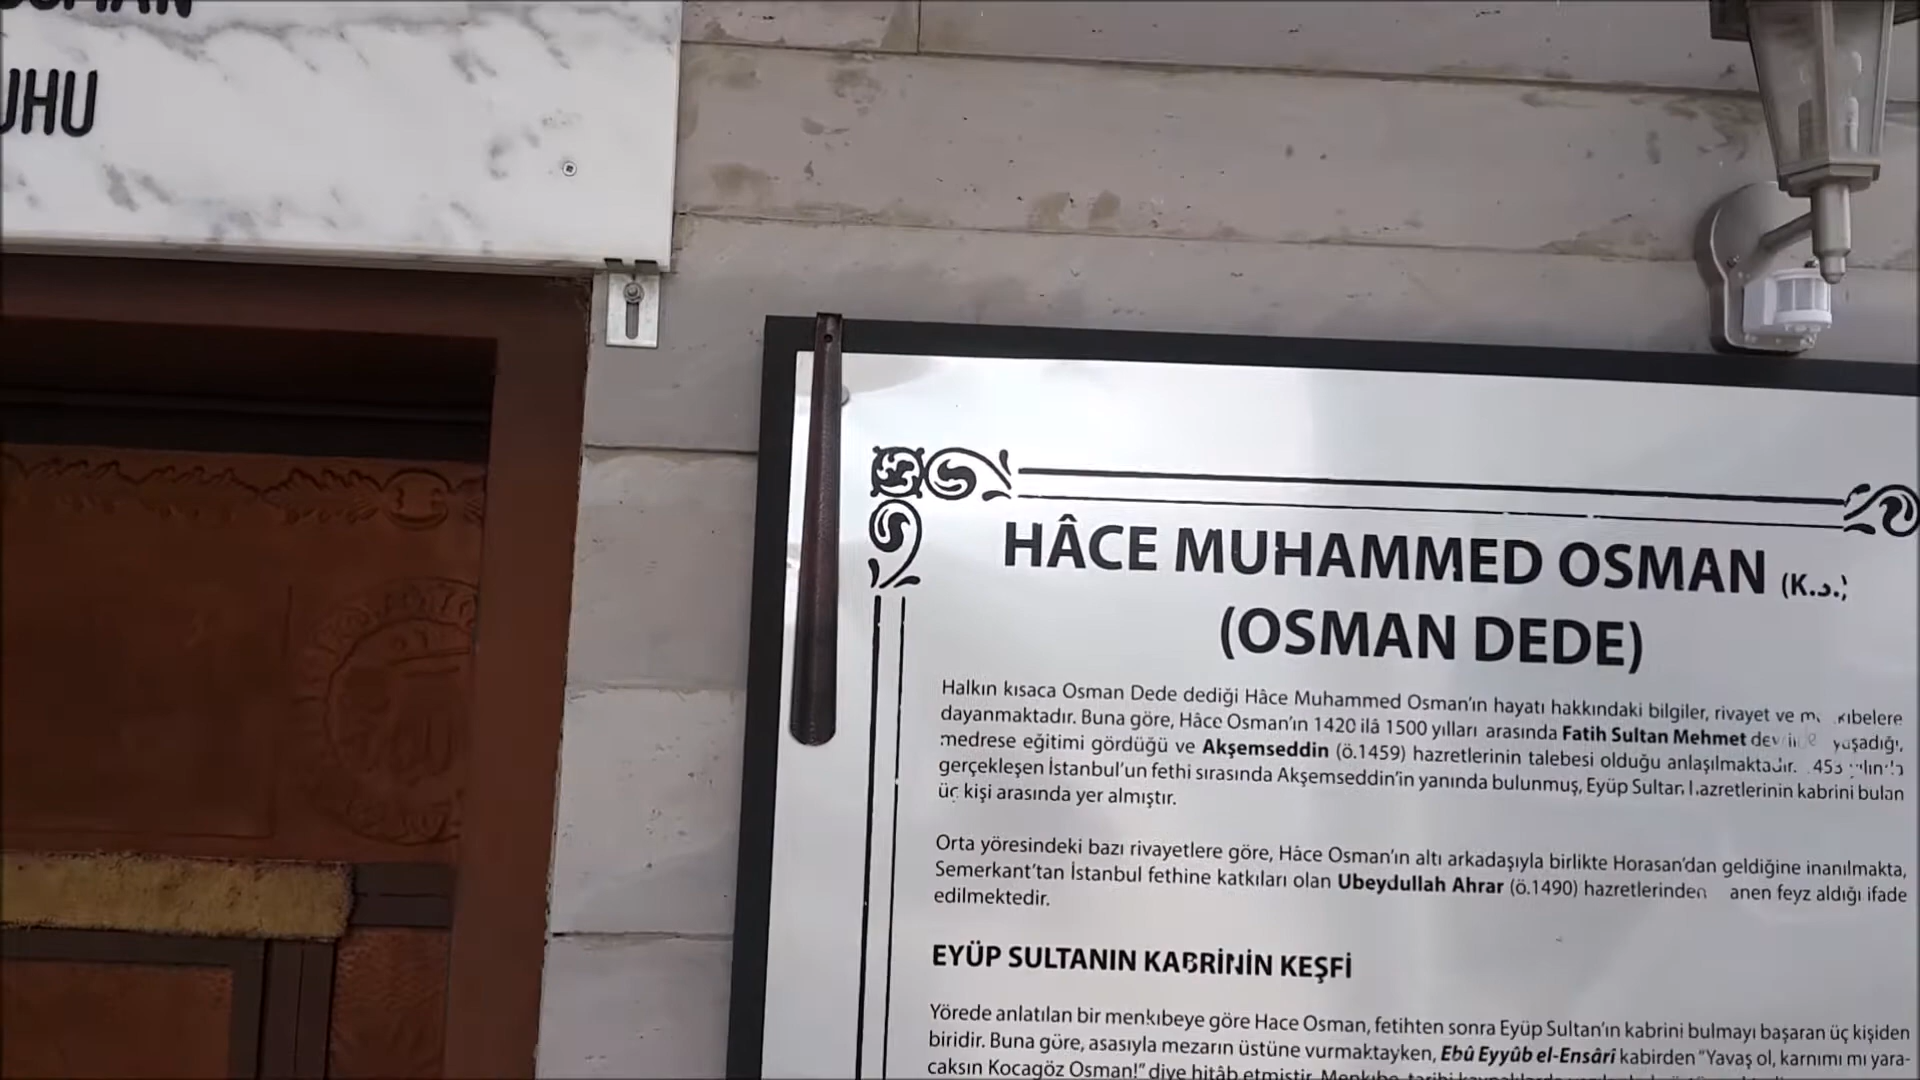 UHU
HÂCE MUHAMMED OSMAN
(OSMAN DEDE)
Halkın kısaca Osman Dede dediği Hâce Muhammed Osman'ın hayatı hakkındaki bilgiler, rivayet ve
dayanmaktadır. Buna göre, Hâce Osman'ın 1420 ilâ 1500 yılları arasında Fatih Sultan Mehmet yaşadığı,
medrese eğitimi gördüğü ve Akşemseddin (ö.1459) hazretlerinin talebesi olduğu anlaşılmaktadır.
gerçekleşen İstanbul'un fethi sırasında Akşemseddin'in yanında bulunmuş, Eyüp Sultan hazretlerinin kabrini bulan
üç kişi arasında yer almıştır.
Orta yöresindeki bazı rivayetlere göre, Hâce Osman'ın altı arkadaşıyla birlikte Horasan'dan geldiğine inanılmakta,
Semerkant'tan İstanbul fethine katkıları olan Ubeydullah Ahrar (ö.1490) hazretlerinden feyz aldığı ifade
edilmektedir.
EYÜP SULTANIN KABRİNİN KEŞFİ
Yörede anlatılan bir menkıbeye göre Hace Osman, fetihten sonra Eyüp Sultan'ın kabrini bulmayı başaran üç kişiden
biridir. Buna göre, asasıyla mezarın üstüne vurmaktayken, Ebû Eyyûb el-Ensârî kabirden "Yavaş ol, karnımı mı yara-
caksın Kocagöz Osman!" diye hitâb etmiştir.